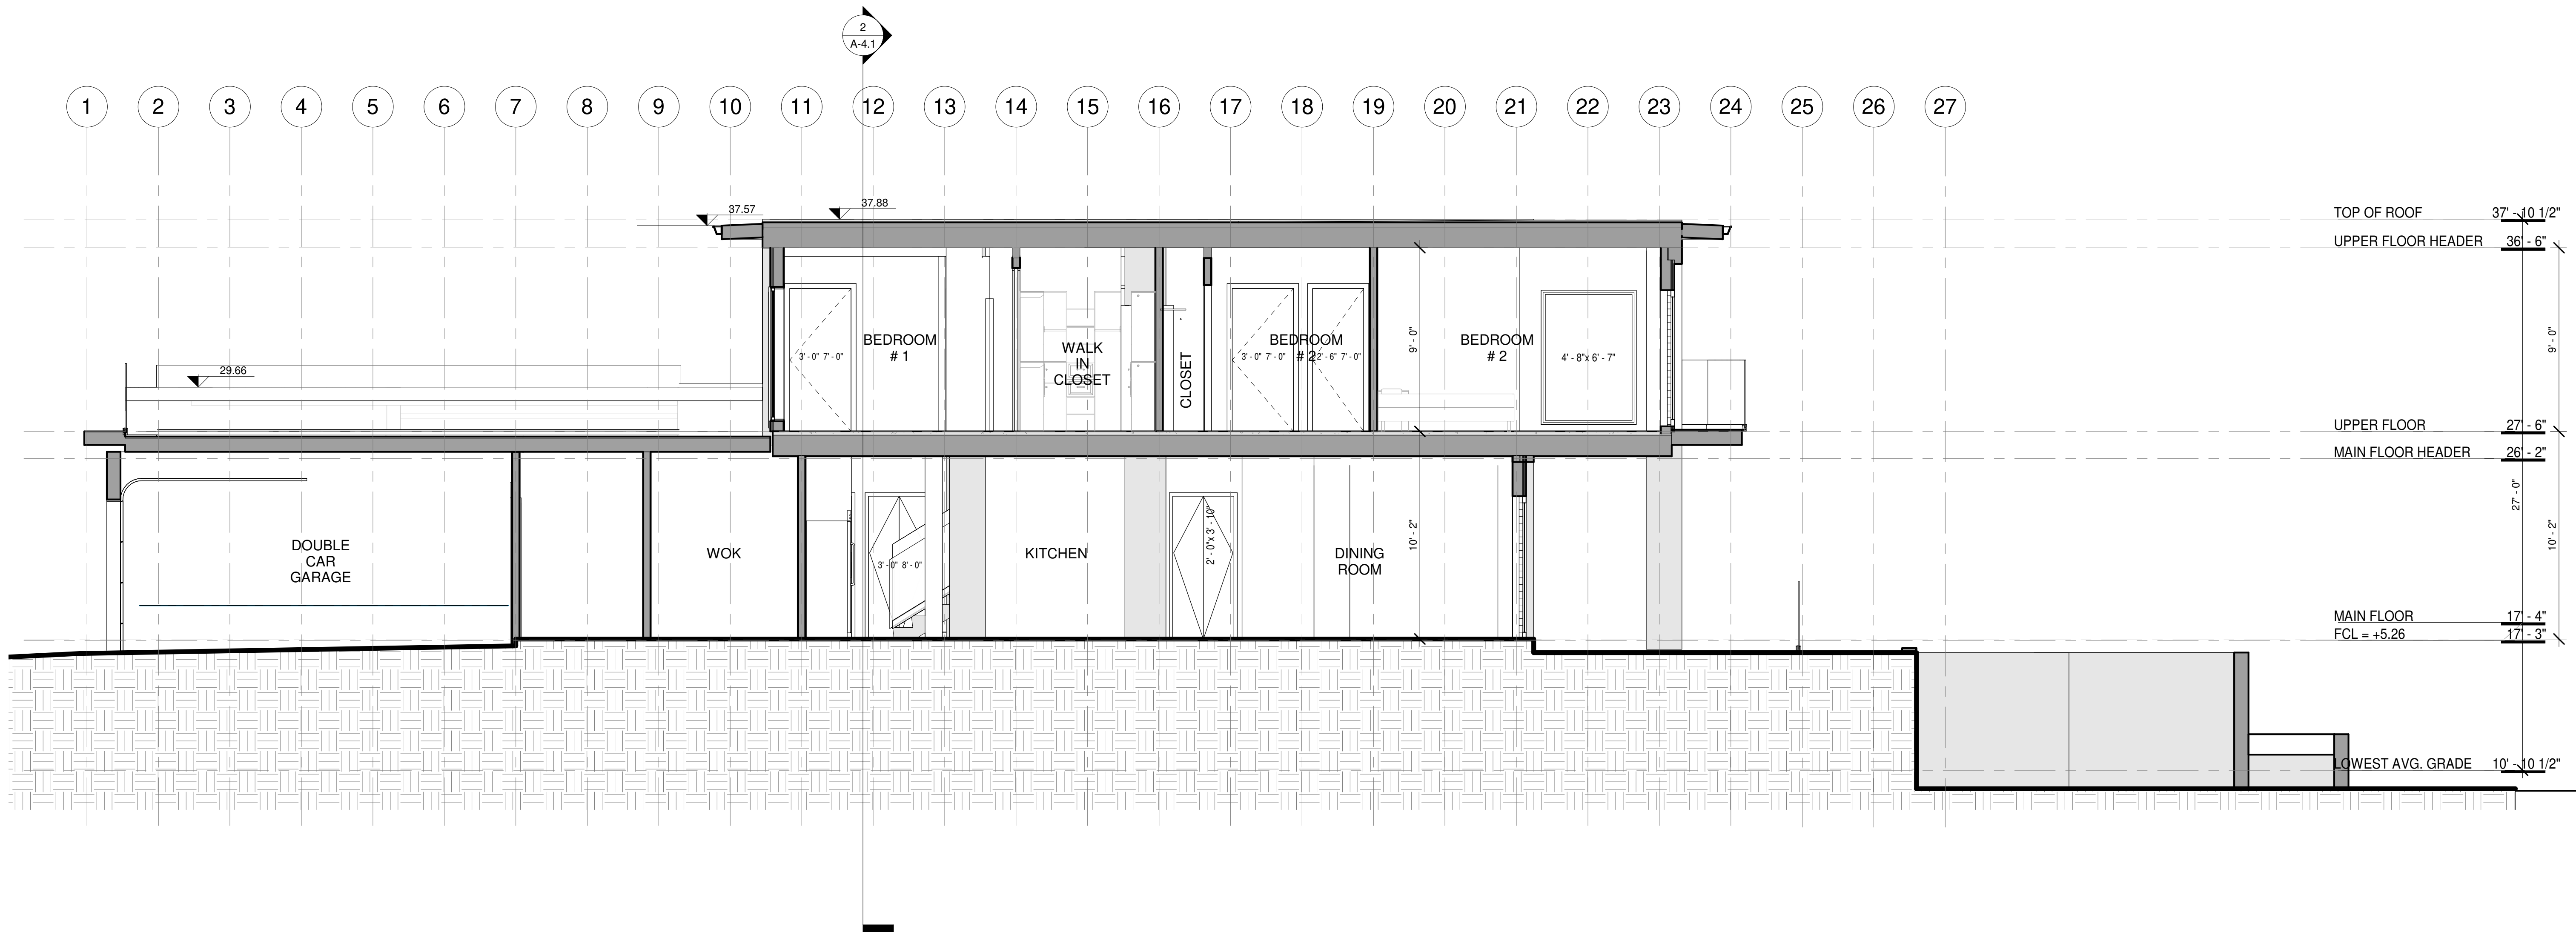 2
A-4.1
1 2 3 4 5 6 7 8 9 10 11 12 13 14 15 16 17 18 19 20 21 22 23 24 25 26 27
37.57
37.88
TOP OF ROOF 37' - 10 1/2"
UPPER FLOOR HEADER 36' - 6"
BEDROOM
# 1
3' - 0" 7' - 0"
WALK
IN
CLOSET
CLOSET
BEDROOM
# 2
3' - 0" 7' - 0"
2' - 6" 7' - 0"
9' - 0"
BEDROOM
# 2
4' - 8"x 6' - 7"
9' - 0"
29.66
UPPER FLOOR 27' - 6"
MAIN FLOOR HEADER 26' - 2"
27' - 0"
DOUBLE
CAR
GARAGE
WOK
3' - 0" 8' - 0"
KITCHEN
2' - 0"x 3' - 10"
DINING
ROOM
10' - 2"
10' - 2"
MAIN FLOOR 17' - 4"
FCL = +5.26 17' - 3"
LOWEST AVG. GRADE 10' - 10 1/2"